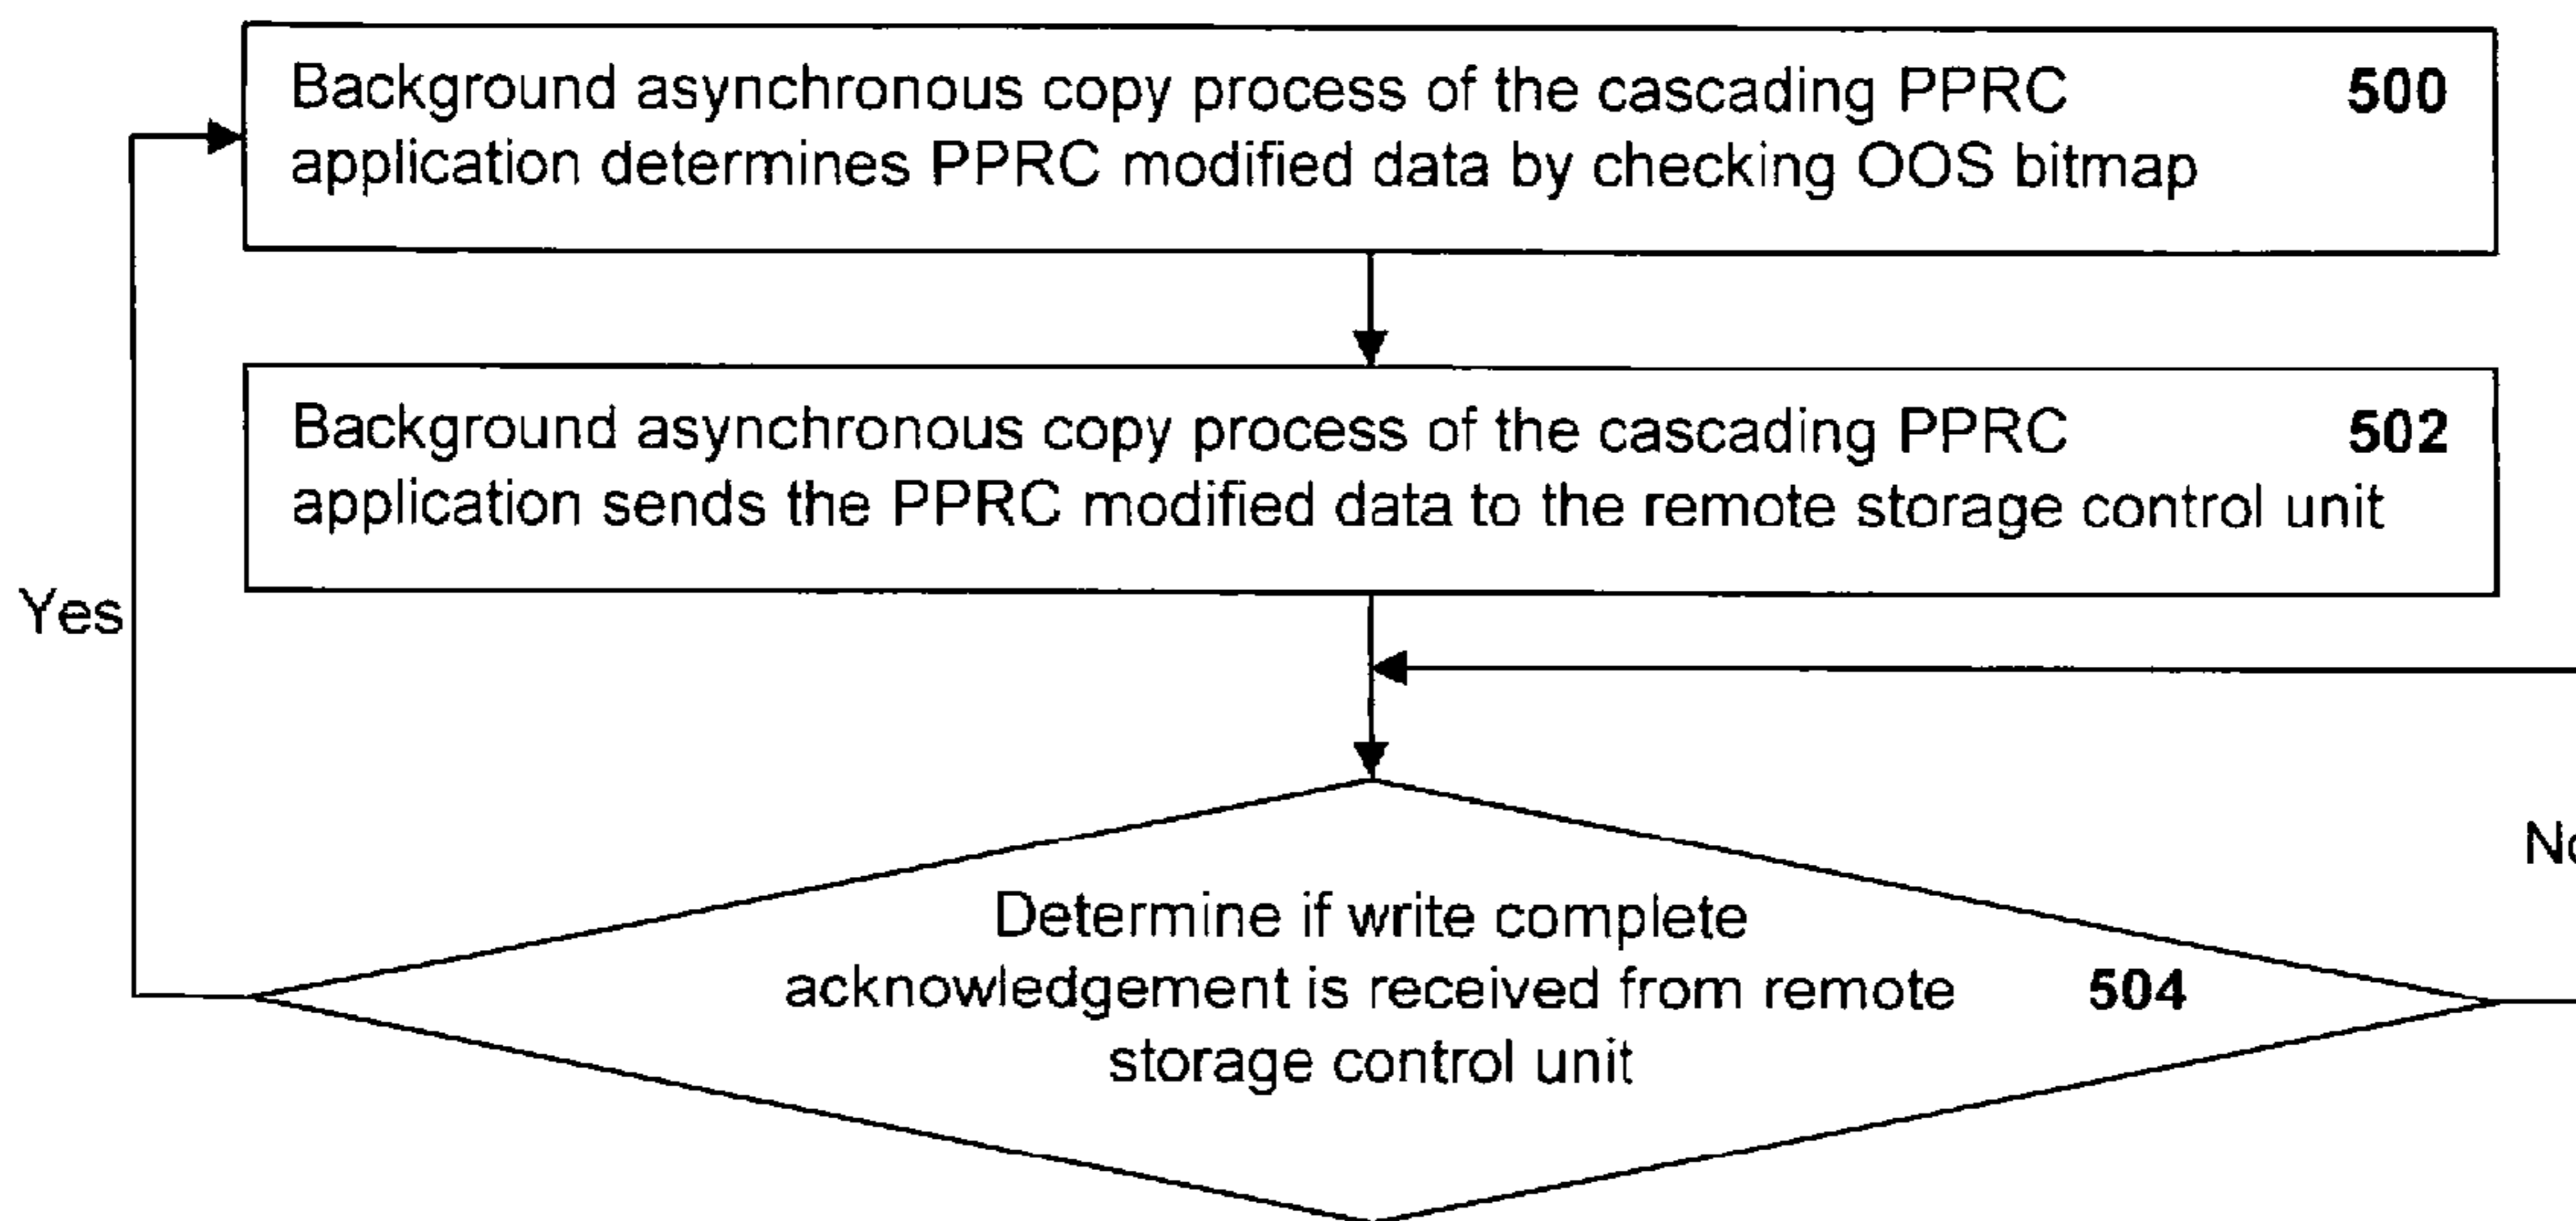 Background asynchronous copy process of the cascading PPRC 500
application determines PPRC modified data by checking OOS bitmap
Background asynchronous copy process of the cascading PPRC 502
application sends the PPRC modified data to the remote storage control unit
Yes
No
Determine if write complete
acknowledgement is received from remote 504
storage control unit